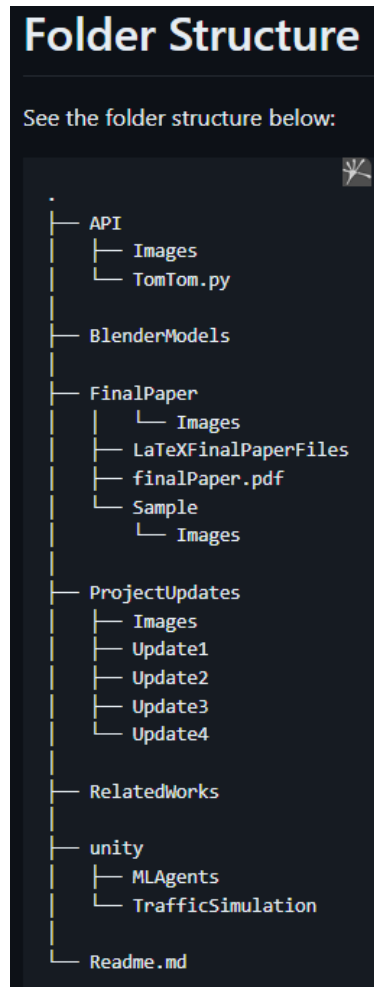 Folder Structure
See the folder structure below:
.
├── API
│   ├── Images
│   └── TomTom.py
│
├── BlenderModels
│
├── FinalPaper
│   │   └── Images
│   ├── LaTeXFinalPaperFiles
│   ├── finalPaper.pdf
│   └── Sample
│       └── Images
│
├── ProjectUpdates
│   ├── Images
│   ├── Update1
│   ├── Update2
│   ├── Update3
│   └── Update4
│
├── RelatedWorks
│
├── unity
│   ├── MLAgents
│   └── TrafficSimulation
│
└── Readme.md